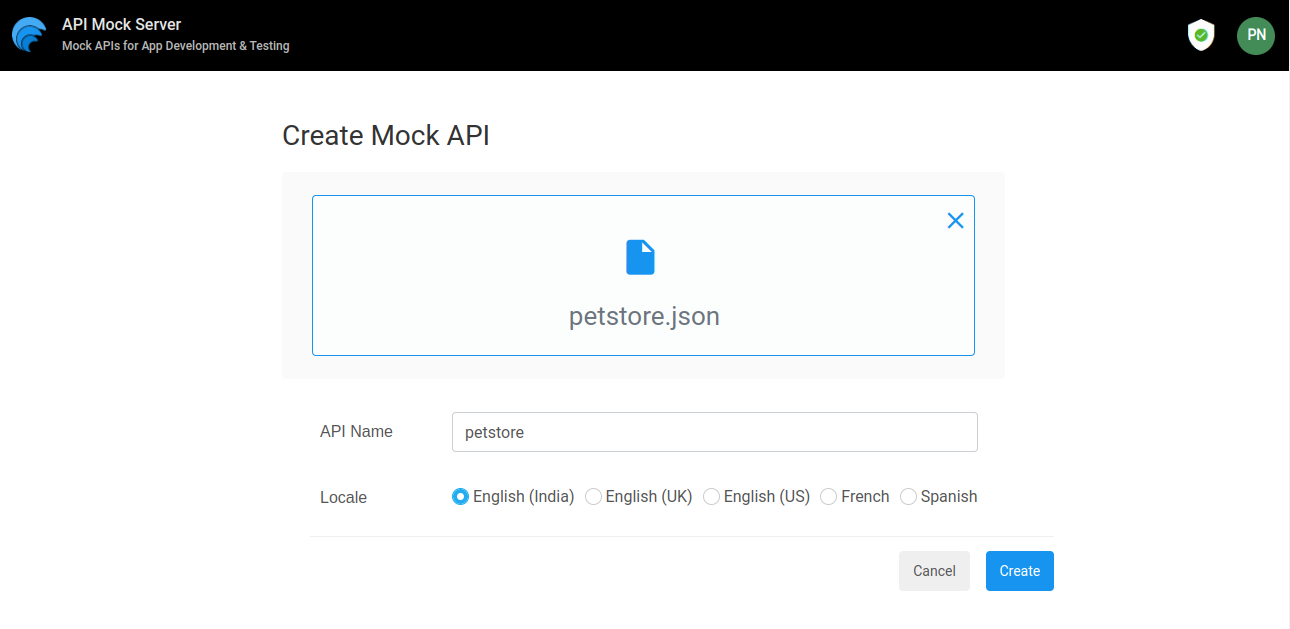 API Mock Server
Mock APIs for App Development & Testing
PN
Create Mock API
petstore.json
API Name
petstore
Locale
English (India)
English (UK)
English (US)
French
Spanish
Cancel
Create